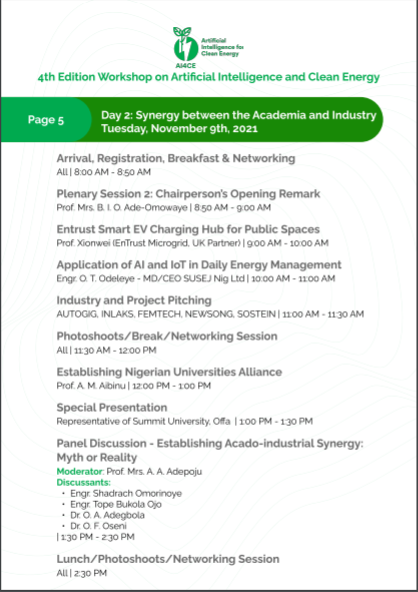 Artificial
Intelligence for
Clean Energy
AI4CE
4th Edition Workshop on Artificial Intelligence and Clean Energy
Page 5
Day 2: Synergy between the Academia and Industry
Tuesday, November 9th, 2021
Arrival, Registration, Breakfast & Networking
All | 8:00 AM - 8:50 AM
Plenary Session 2: Chairperson's Opening Remark
Prof. Mrs. B. I. O. Ade-Omowaye | 8:50 AM - 9:00 AM
Entrust Smart EV Charging Hub for Public Spaces
Prof. Xionwei (EnTrust Microgrid, UK Partner) | 9:00 AM - 10:00 AM
Application of AI and IoT in Daily Energy Management
Engr. O. T. Odeleye - MD/CEO SUSEJ Nig Ltd | 10:00 AM - 11:00 AM
Industry and Project Pitching
AUTOGIG, INLAKS, FEMTECH, NEWSONG, SOSTEIN | 11:00 AM - 11:30 AM
Photoshoots/Break/Networking Session
All | 11:30 AM - 12:00 PM
Establishing Nigerian Universities Alliance
Prof. A. M. Aibinu | 12:00 PM - 1:00 PM
Special Presentation
Representative of Summit University, Offa | 1:00 PM - 1:30 PM
Panel Discussion - Establishing Acado-industrial Synergy:
Myth or Reality
Moderator: Prof. Mrs. A. A. Adepoju
Discussants:
• Engr. Shadrach Omorinoye
• Engr. Tope Bukola Ojo
• Dr. O. A. Adegbola
• Dr. O. F. Oseni
| 1:30 PM - 2:30 PM
Lunch/Photoshoots/Networking Session
All | 2:30 PM